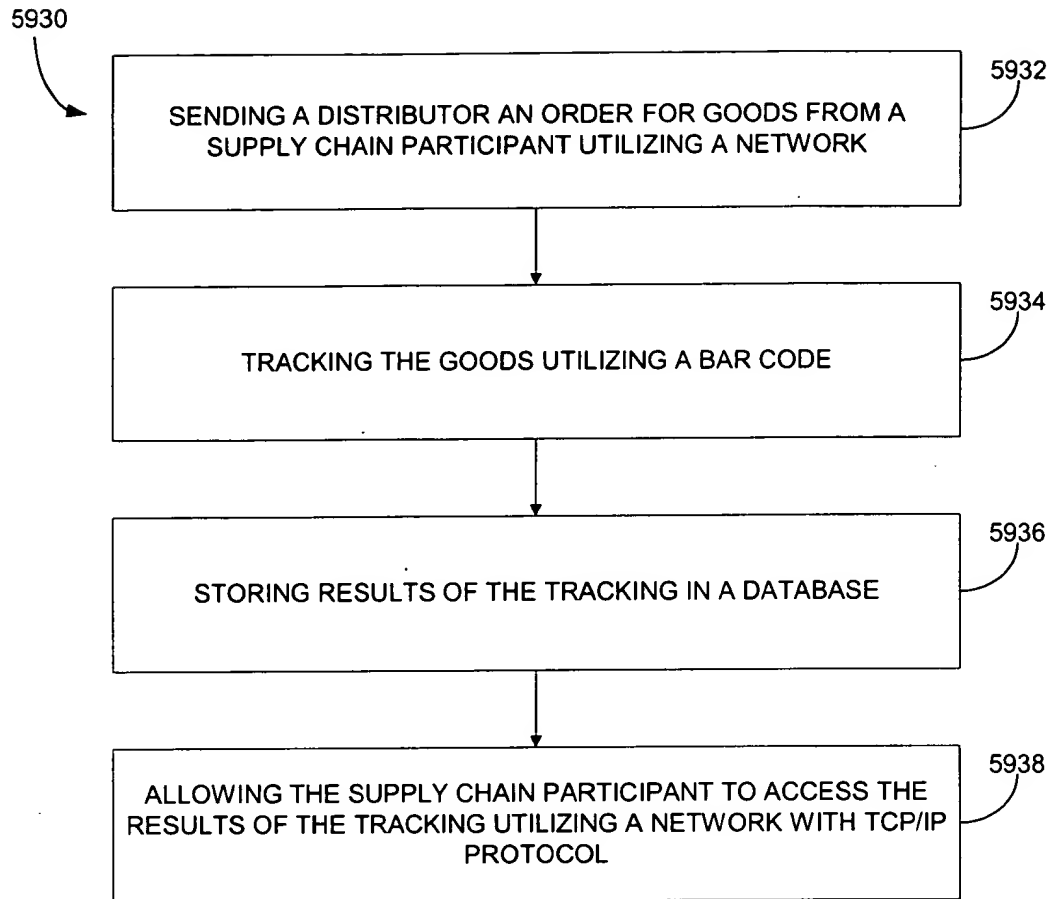 5930
5932
SENDING A DISTRIBUTOR AN ORDER FOR GOODS FROM A
SUPPLY CHAIN PARTICIPANT UTILIZING A NETWORK
5934
TRACKING THE GOODS UTILIZING A BAR CODE
5936
STORING RESULTS OF THE TRACKING IN A DATABASE
5938
ALLOWING THE SUPPLY CHAIN PARTICIPANT TO ACCESS THE
RESULTS OF THE TRACKING UTILIZING A NETWORK WITH TCP/IP
PROTOCOL